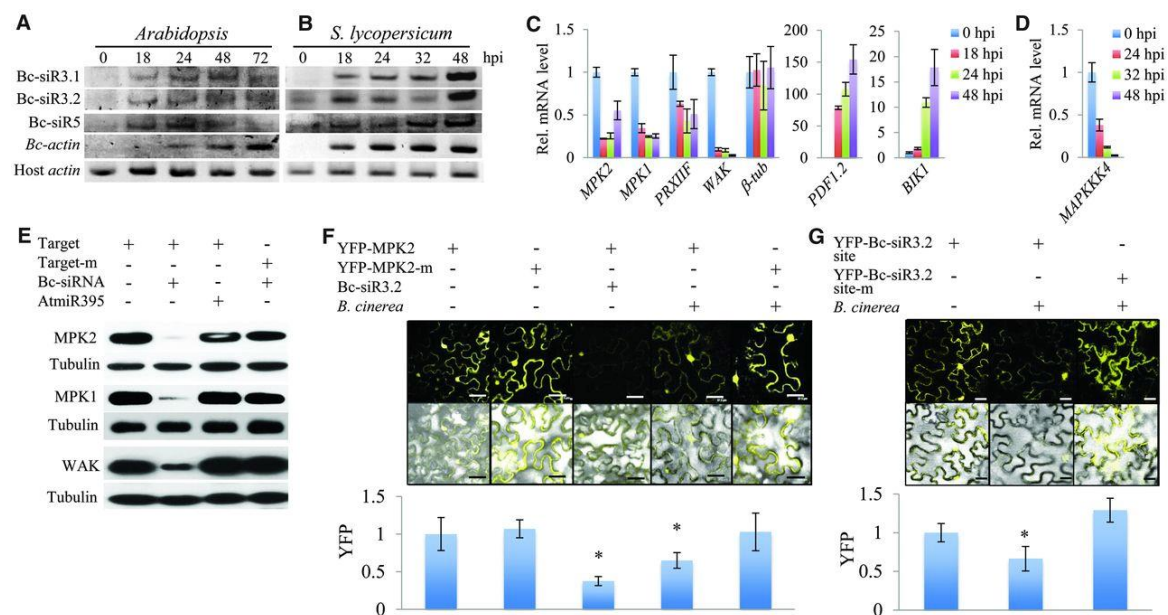 A
Arabidopsis
0 18 24 48 72
Bc-siR3.1
Bc-siR3.2
Bc-siR5
Bc-actin
Host actin
B
S. lycopersicum
0 18 24 32 48 hpi
C
Rel. mRNA level
1.5
1
0.5
0
MPK2 MPK1 PRXIIF WAK β-tub
200
150
100
50
0
PDF1.2
25
20
15
10
5
0
BIK1
0 hpi
18 hpi
24 hpi
48 hpi
D
Rel. mRNA level
1.5
1
0.5
0
MAPKKK4
0 hpi
24 hpi
32 hpi
48 hpi
E
Target + + + -
Target-m - - - +
Bc-siRNA - + - +
AtmiR395 - - + -
MPK2
Tubulin
MPK1
Tubulin
WAK
Tubulin
F
YFP-MPK2 + - + + -
YFP-MPK2-m - + - - +
Bc-siR3.2 - - + - -
B. cinerea - - - + +
YFP
1.5
1
0.5
0
* *
G
YFP-Bc-siR3.2 + + -
site
YFP-Bc-siR3.2 - - +
site-m
B. cinerea - + +
YFP
1.5
1
0.5
0
*